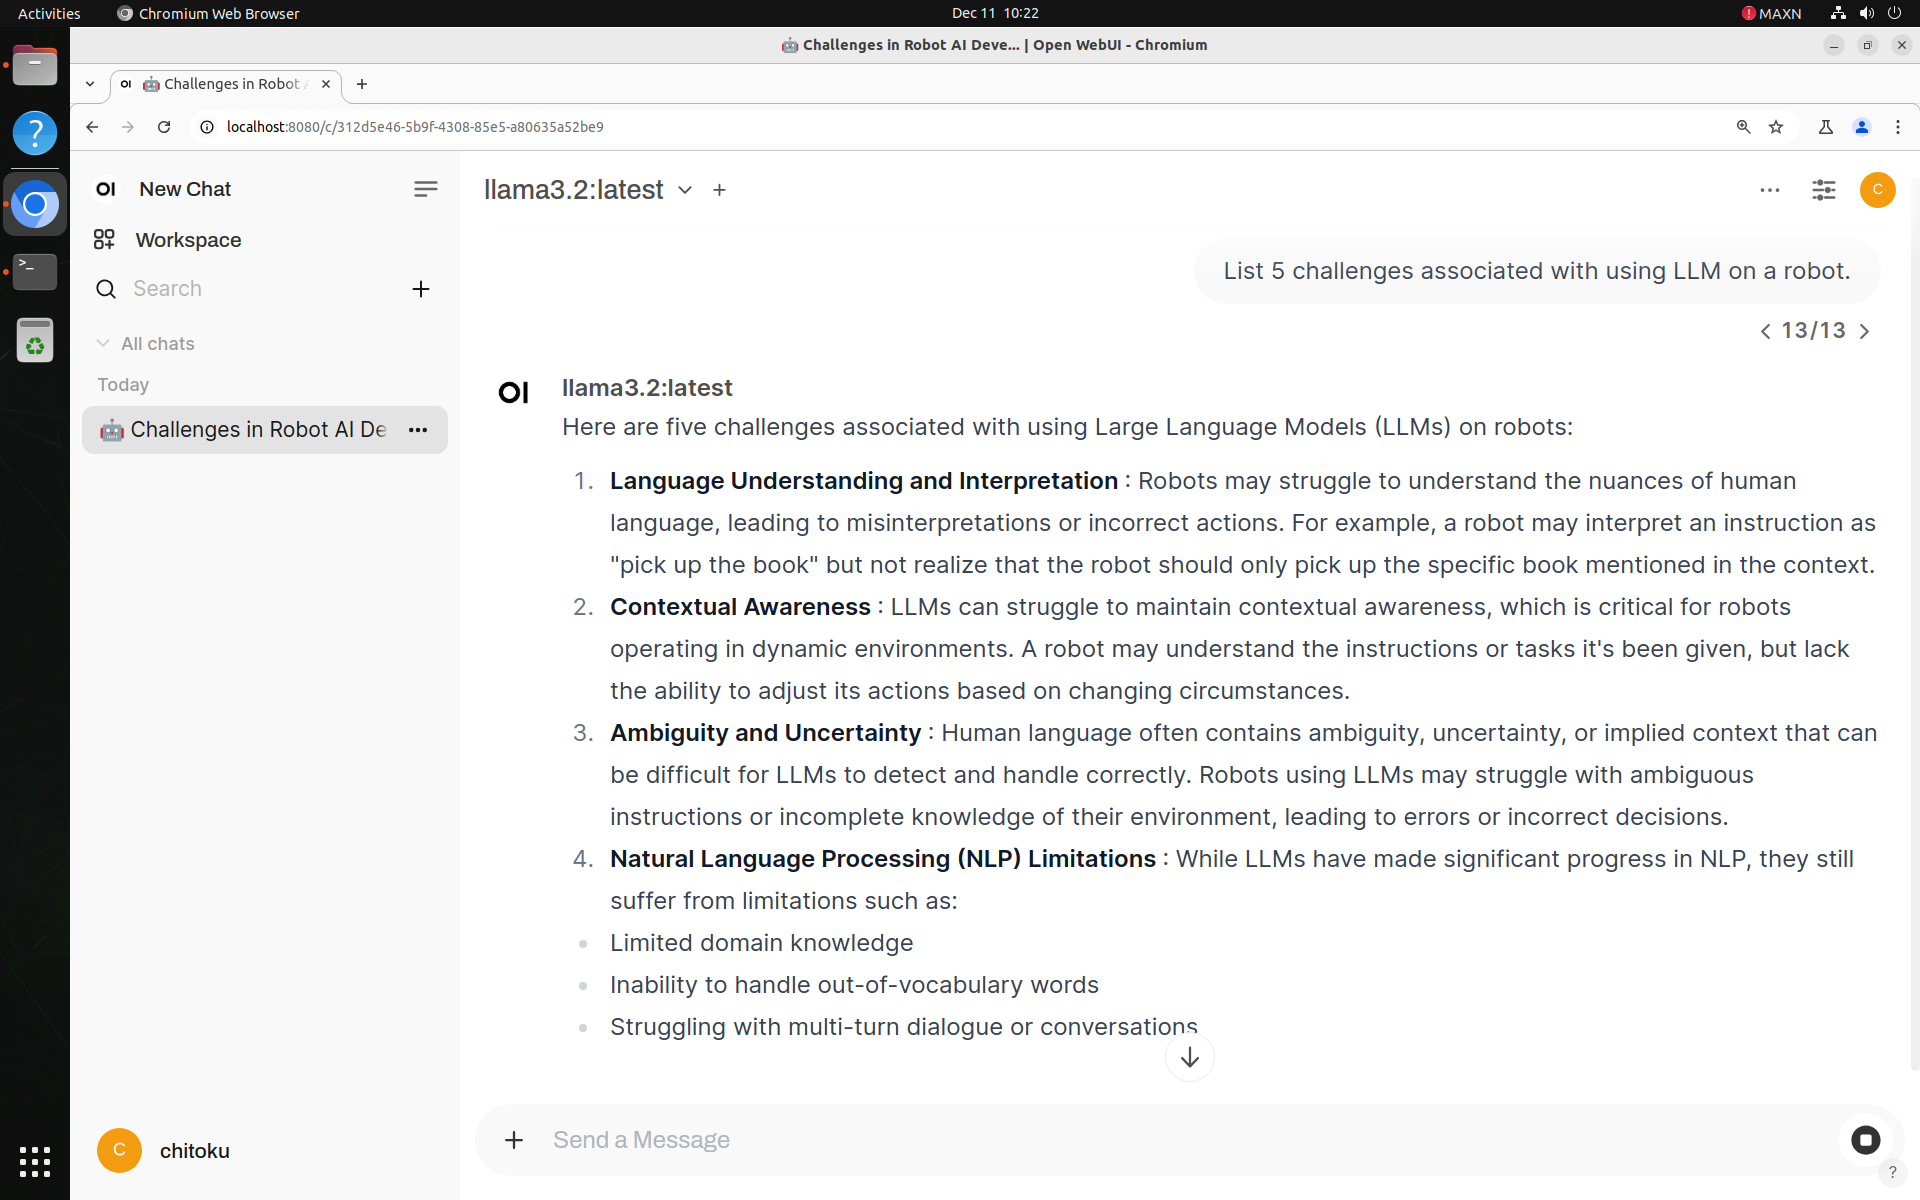 Activities
Chromium Web Browser
Dec 11 10:22
MAXN
🤖 Challenges in Robot AI Deve... | Open WebUI - Chromium
OI 🤖 Challenges in Robot
localhost:8080/c/312d5e46-5b9f-4308-85e5-a80635a52be9
OI New Chat
Workspace
Search
All chats
Today
🤖 Challenges in Robot AI De
C chitoku
llama3.2:latest
C
List 5 challenges associated with using LLM on a robot.
13/13
OI llama3.2:latest
Here are five challenges associated with using Large Language Models (LLMs) on robots:
1. Language Understanding and Interpretation : Robots may struggle to understand the nuances of human
language, leading to misinterpretations or incorrect actions. For example, a robot may interpret an instruction as
"pick up the book" but not realize that the robot should only pick up the specific book mentioned in the context.
2. Contextual Awareness : LLMs can struggle to maintain contextual awareness, which is critical for robots
operating in dynamic environments. A robot may understand the instructions or tasks it's been given, but lack
the ability to adjust its actions based on changing circumstances.
3. Ambiguity and Uncertainty : Human language often contains ambiguity, uncertainty, or implied context that can
be difficult for LLMs to detect and handle correctly. Robots using LLMs may struggle with ambiguous
instructions or incomplete knowledge of their environment, leading to errors or incorrect decisions.
4. Natural Language Processing (NLP) Limitations : While LLMs have made significant progress in NLP, they still
suffer from limitations such as:
• Limited domain knowledge
• Inability to handle out-of-vocabulary words
• Struggling with multi-turn dialogue or conversations
Send a Message
?